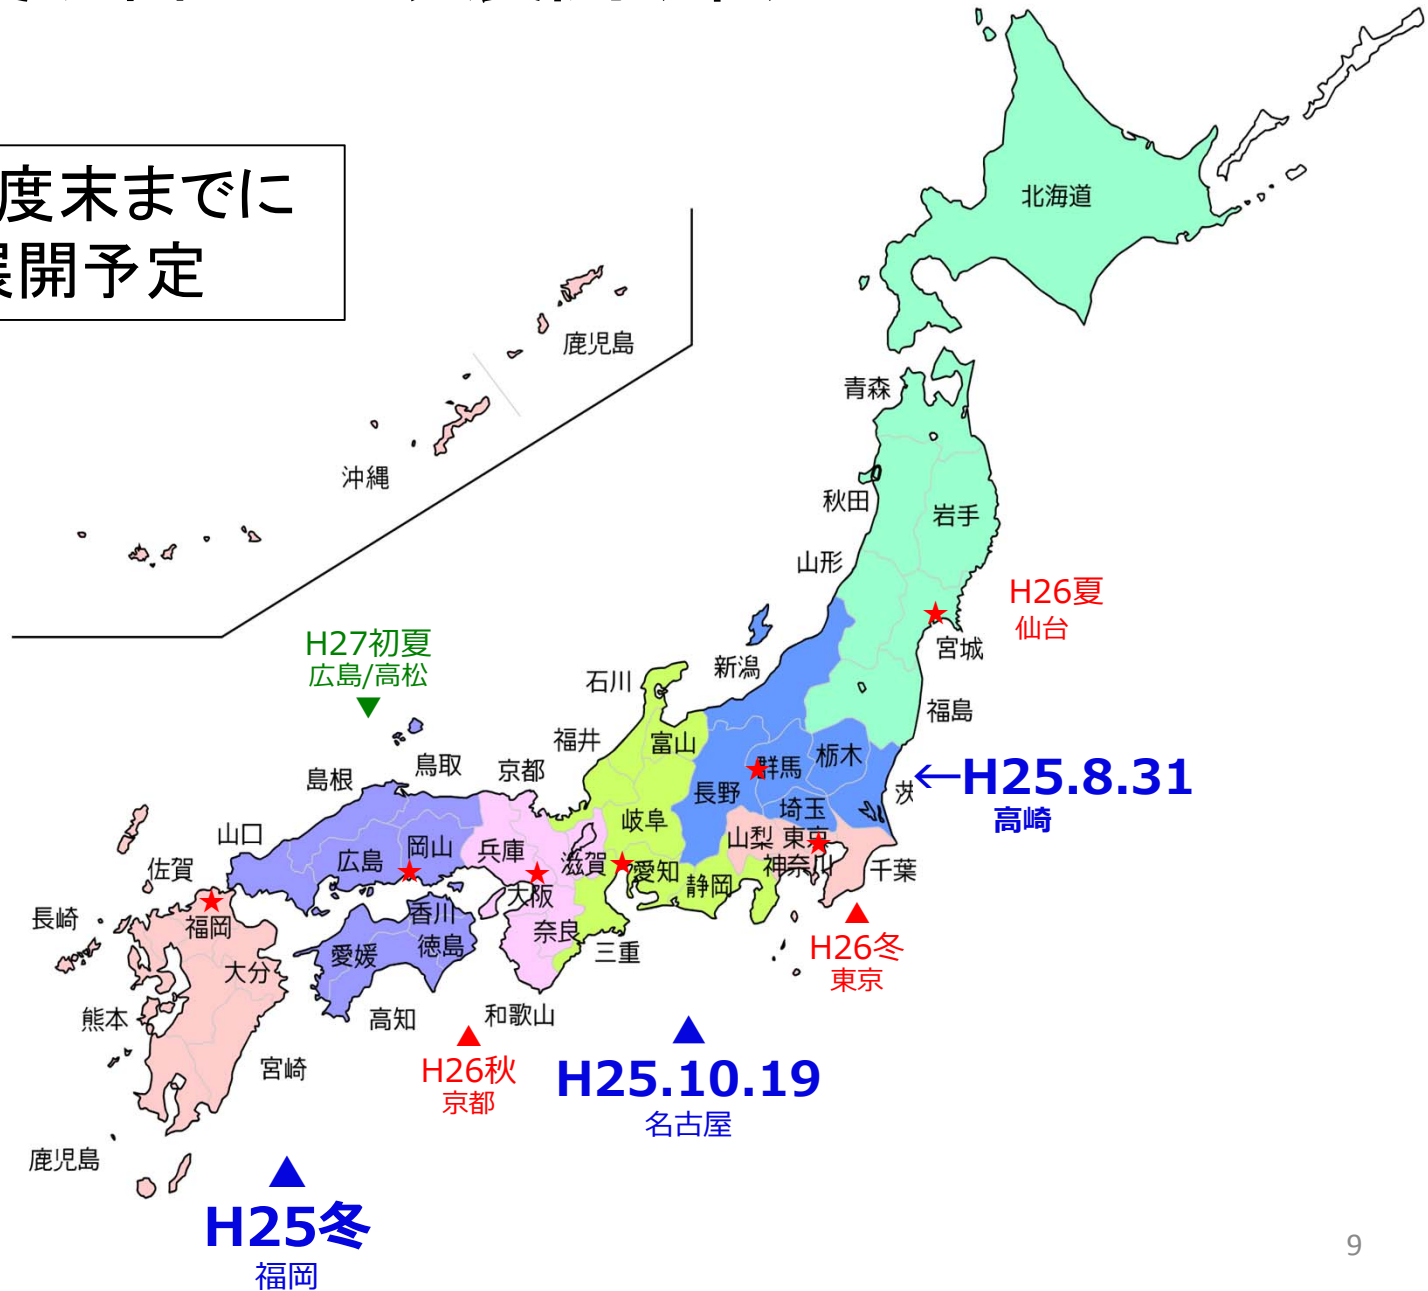 度末までに
開予定
北海道
鹿児島
青森
沖縄
秋田
岩手
山形
H26夏
仙台
宮城
H27初夏
広島/高松
新潟
石川
福島
福井
富山
栃木
鳥取
京都
島根
群馬
長野
←H25.8.31
高崎
埼玉
岐阜
山口
岡山
兵庫
山梨
東京
広島
滋賀
愛知
神奈川
千葉
佐賀
静岡
大阪
長崎
香川
福岡
奈良
徳島
愛媛
三重
H26冬
東京
大分
熊本
高知
和歌山
宮崎
H26秋
京都
H25.10.19
名古屋
鹿児島
H25冬
福岡
9